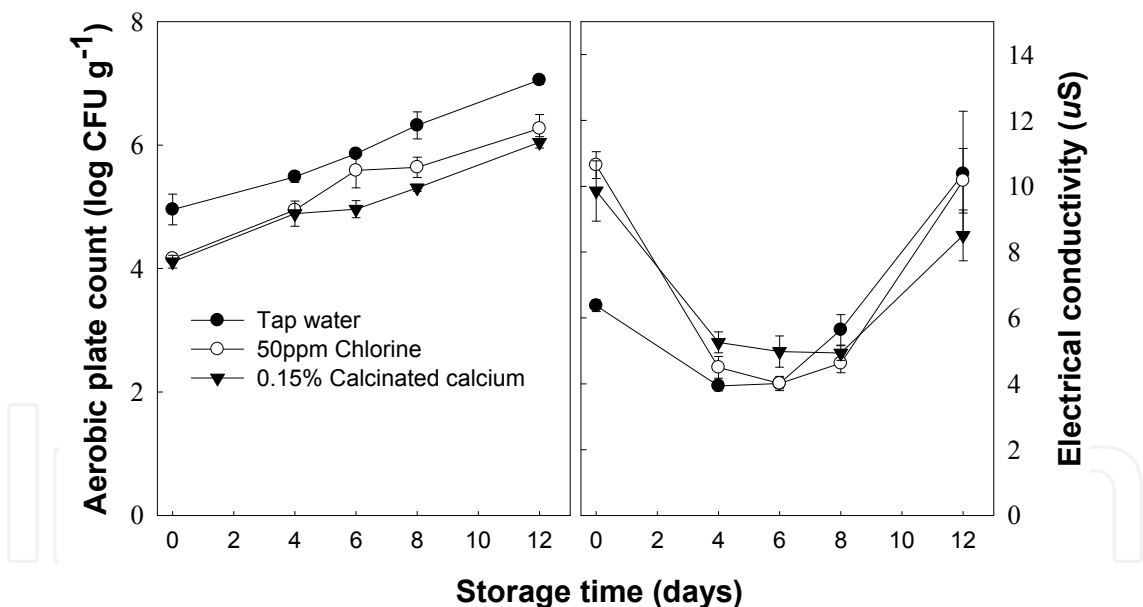 Aerobic plate count (log CFU g-1)
8
6
4
2
0
Tap water
50ppm Chlorine
0.15% Calcinated calcium
0 2 4 6 8 10 12
14
12
10
8
6
4
2
0
Electrical conductivity (uS)
0 2 4 6 8 10 12
Storage time (days)